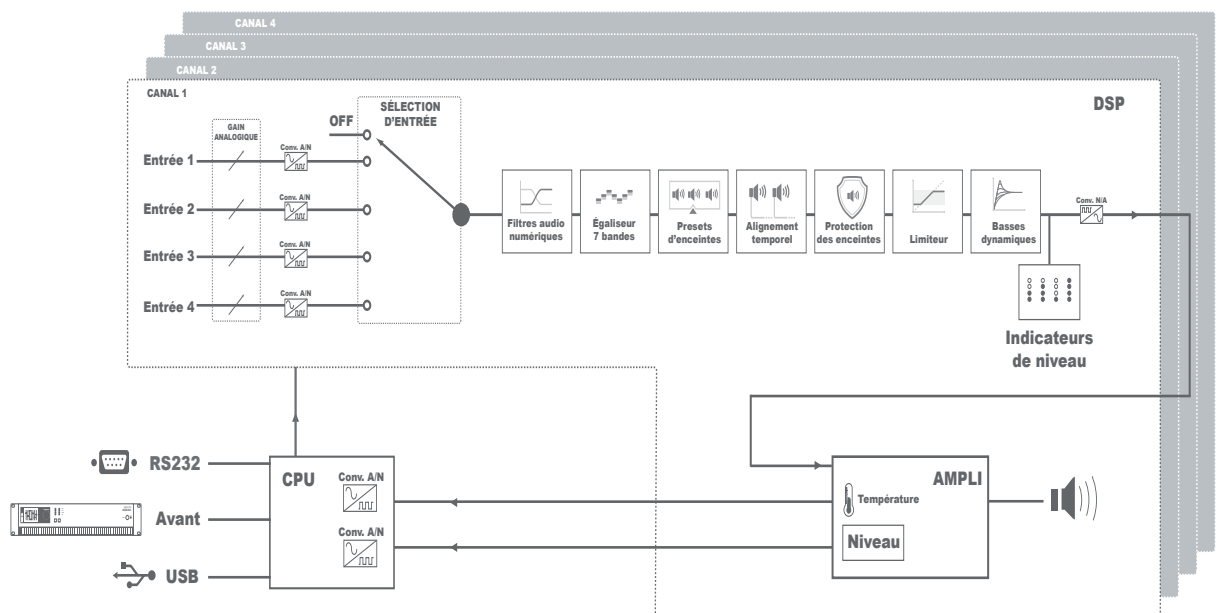 CANAL 4
CANAL 3
CANAL 2
CANAL 1
DSP
SÉLECTION
D'ENTRÉE
OFF
GAIN
ANALOGIQUE
Entrée 1
Conv. A/N
Entrée 2
Conv. A/N
Entrée 3
Conv. A/N
Entrée 4
Conv. A/N
Filtres audio
numériques
Égaliseur
7 bandes
Presets
d'enceintes
Alignement
temporel
Protection
des enceintes
Limiteur
Basses
dynamiques
Conv. N/A
Indicateurs
de niveau
RS232
Avant
USB
CPU
Conv. A/N
Conv. A/N
AMPLI
Température
Niveau